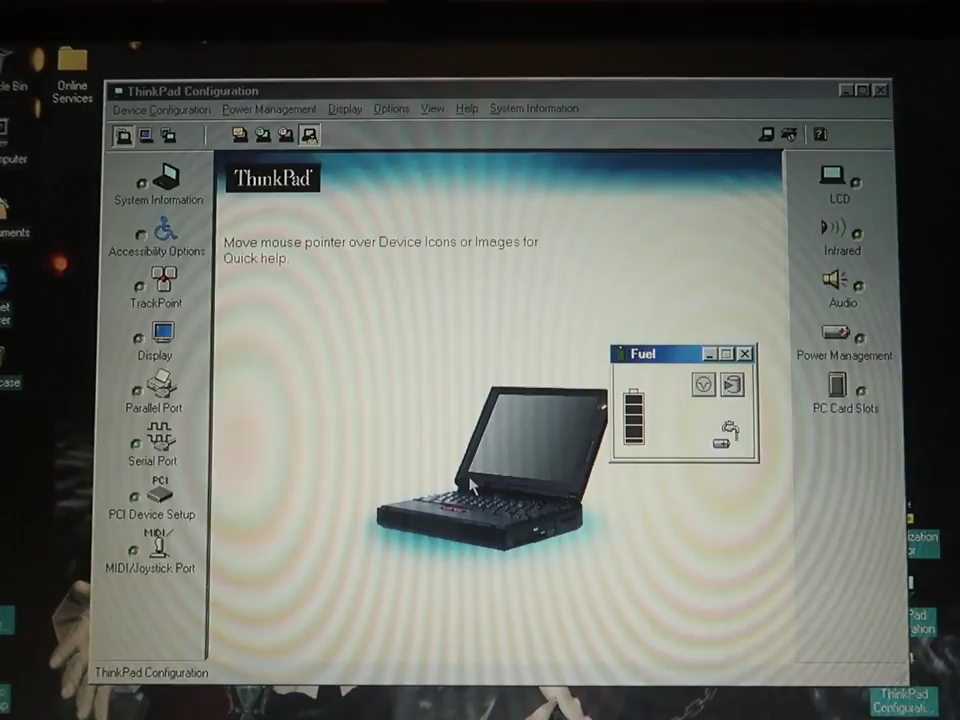 Online
Services
ThinkPad Configuration
Device Configuration Power Management Display Options View Help System Information
ThinkPad
Move mouse pointer over Device Icons or Images for
Quick help.
System Information
Accessibility Options
TrackPoint
Display
Parallel Port
Serial Port
PCI
PCI Device Setup
MIDI/
MIDI/Joystick Port
LCD
Infrared
Audio
Power Management
PC Card Slots
Fuel
ThinkPad Configuration
ThinkPad
Configurati...